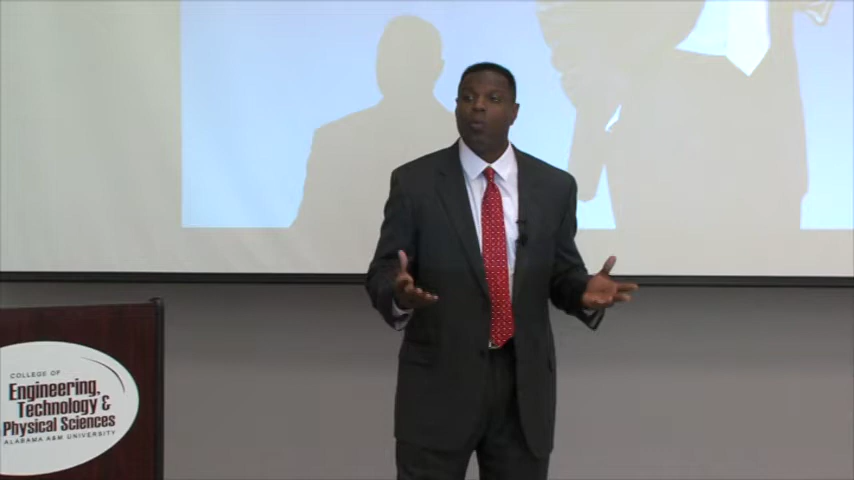 COLLEGE OF
Engineering,
Technology &
Physical Sciences
ALABAMA A&M UNIVERSITY